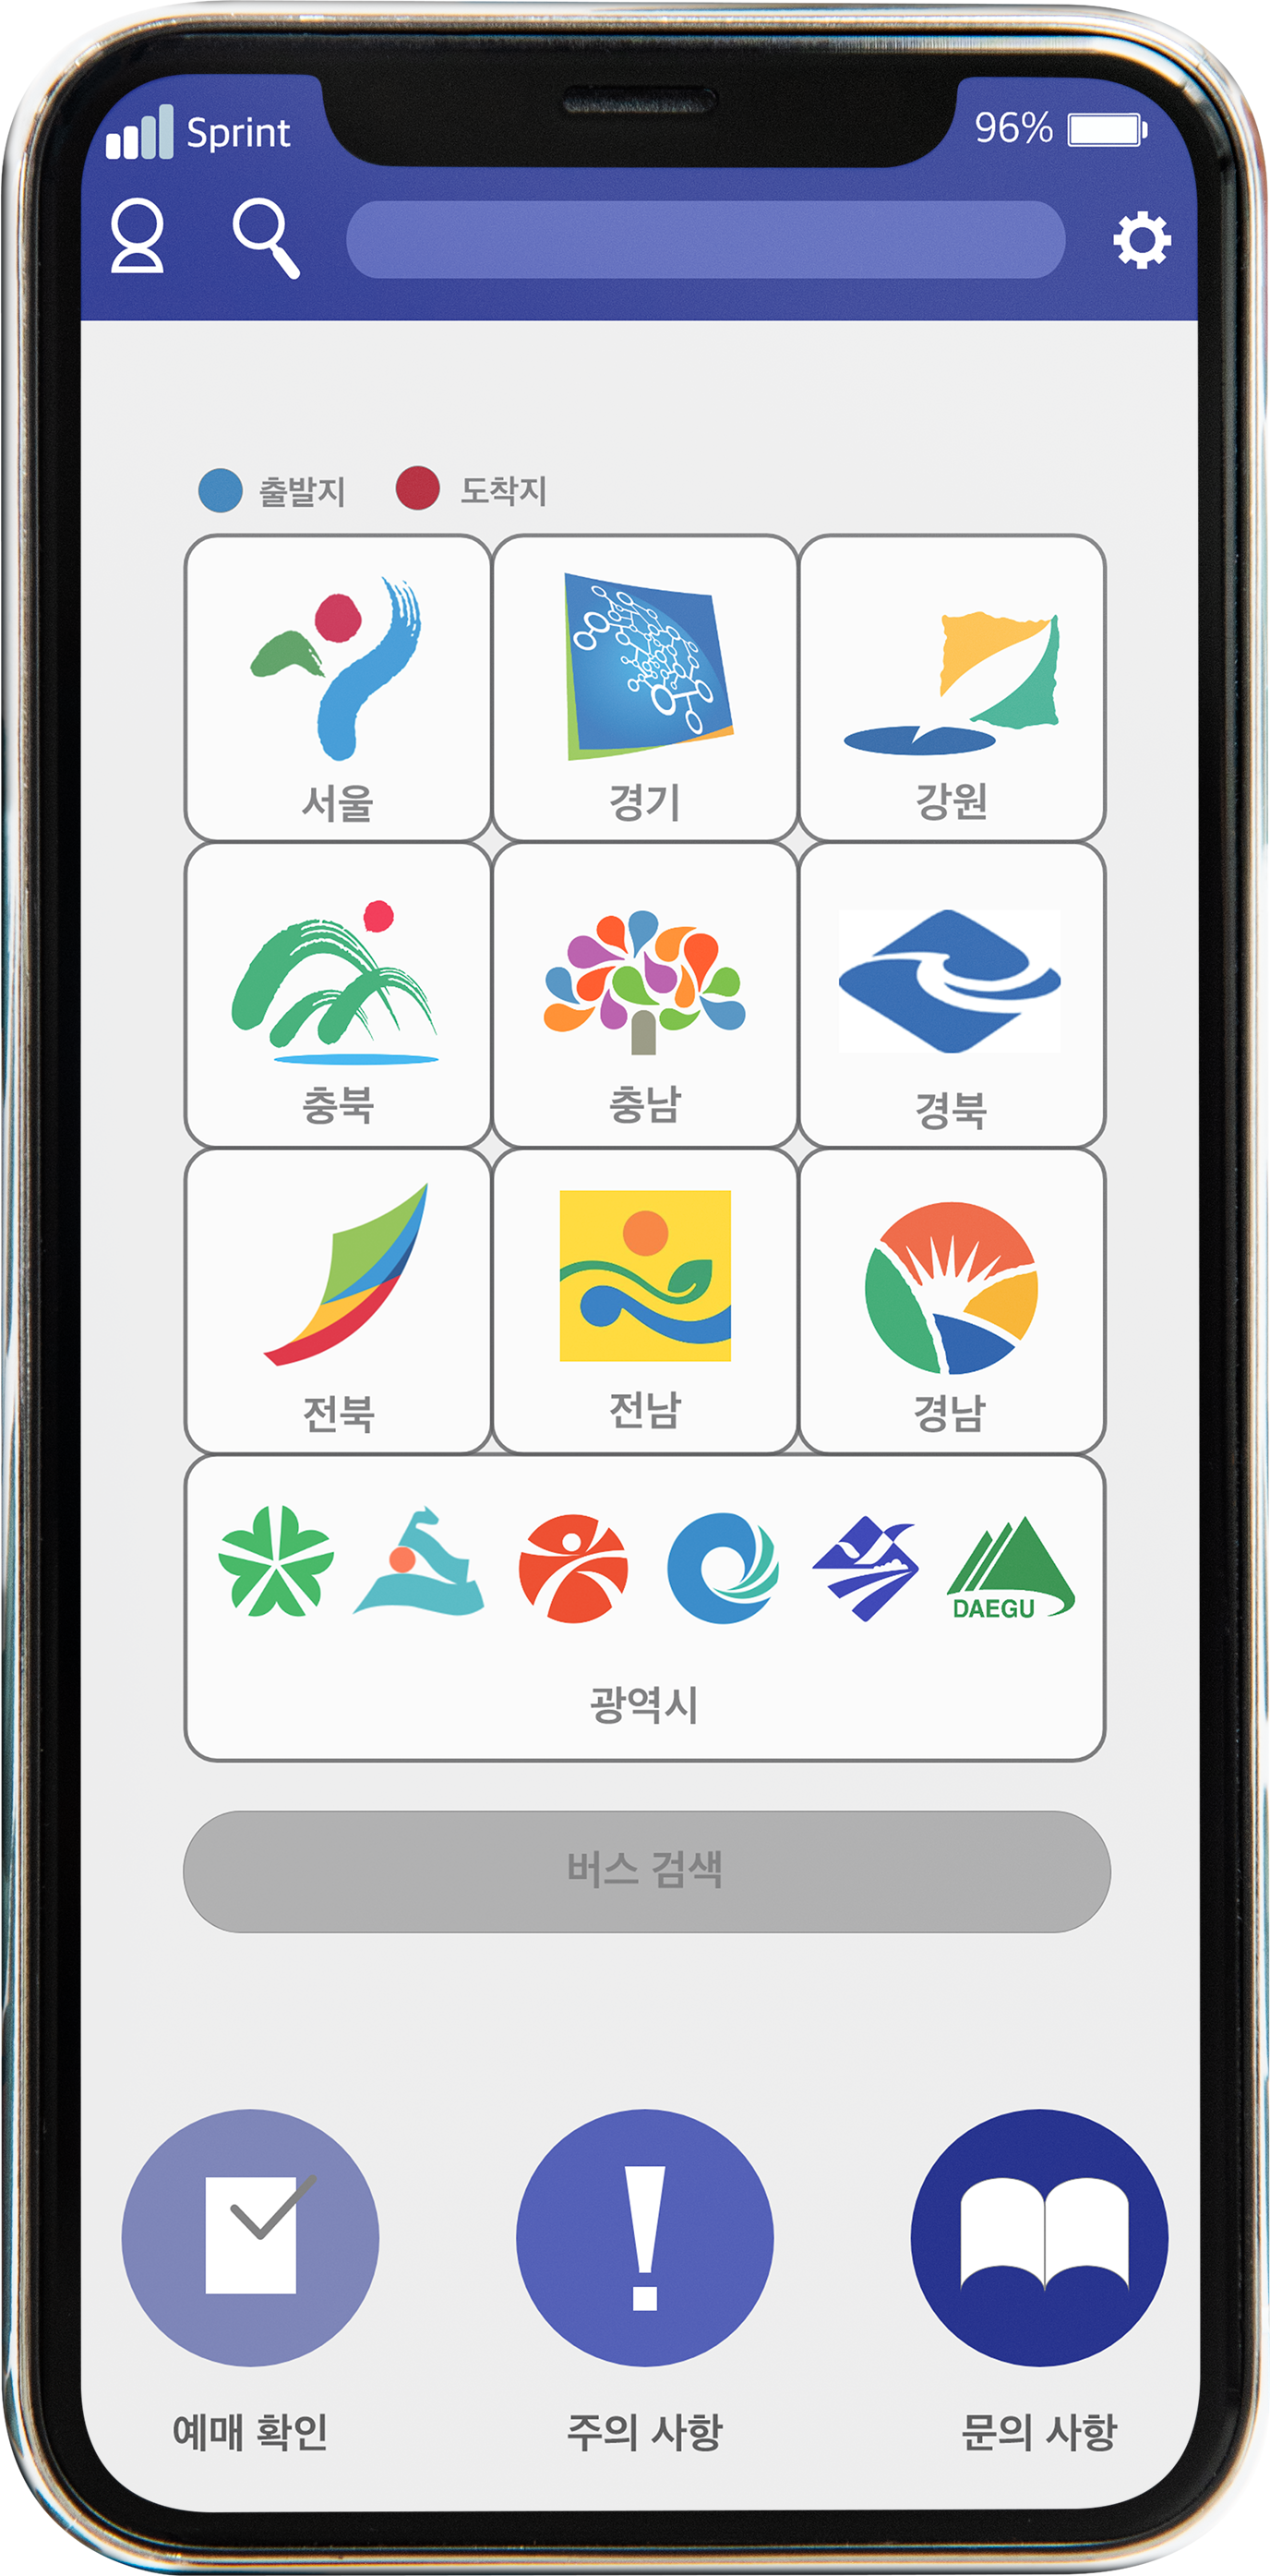 Sprint 96%
출발지 도착지
서울 경기 강원
충북 충남 경북
전북 전남 경남
DAEGU
광역시
버스 검색
예매 확인 주의 사항 문의 사항